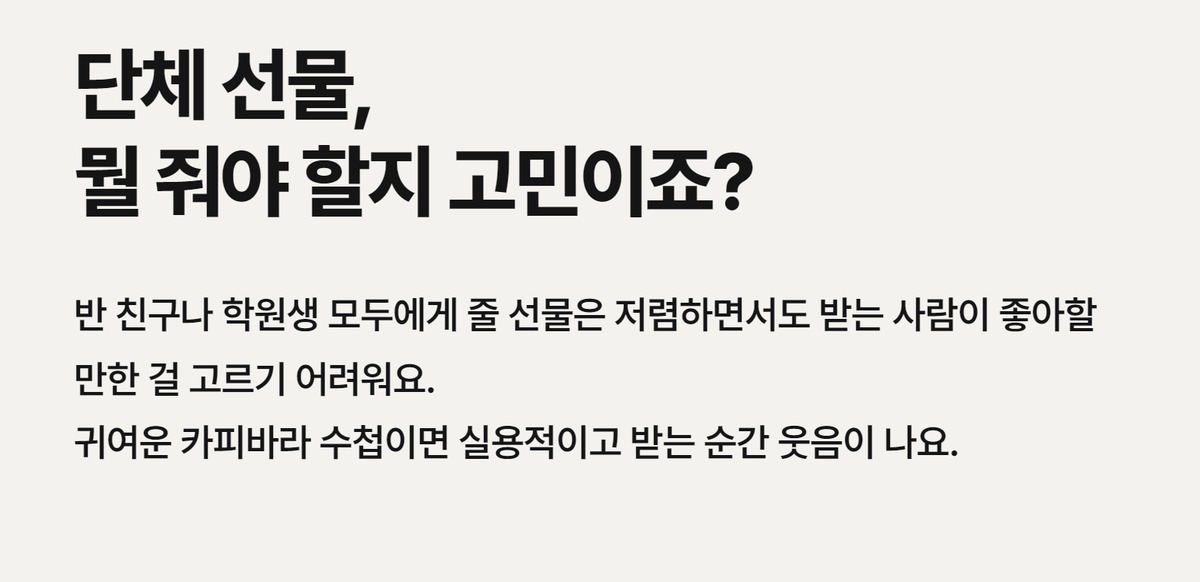 단체 선물,
뭘 줘야 할지 고민이죠?
반 친구나 학원생 모두에게 줄 선물은 저렴하면서도 받는 사람이 좋아할
만한 걸 고르기 어려워요.
귀여운 카피바라 수첩이면 실용적이고 받는 순간 웃음이 나요.